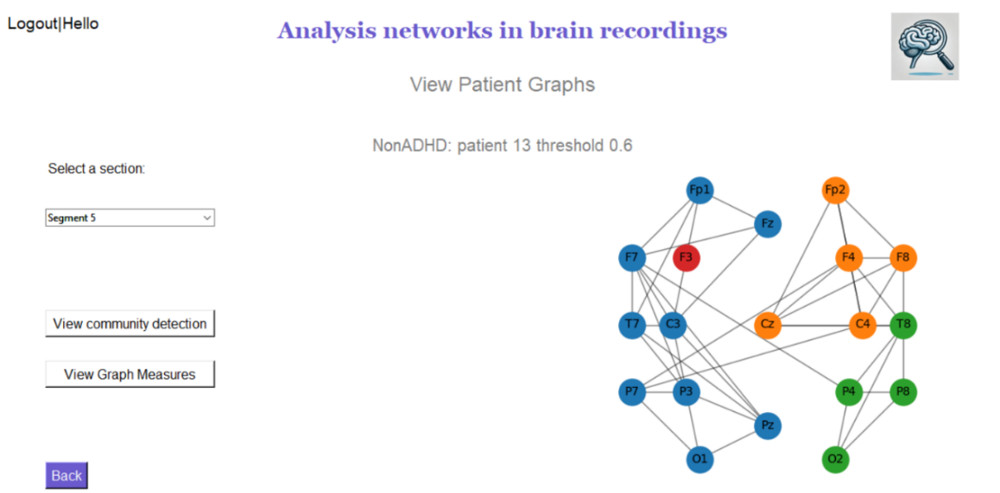 Logout|Hello
Analysis networks in brain recordings
View Patient Graphs
NonADHD: patient 13 threshold 0.6
Select a section:
Segment 5
View community detection
View Graph Measures
Back
Fp1
Fp2
Fz
F7
F3
F4
F8
T7
C3
Cz
C4
T8
P7
P3
P4
P8
Pz
O1
O2